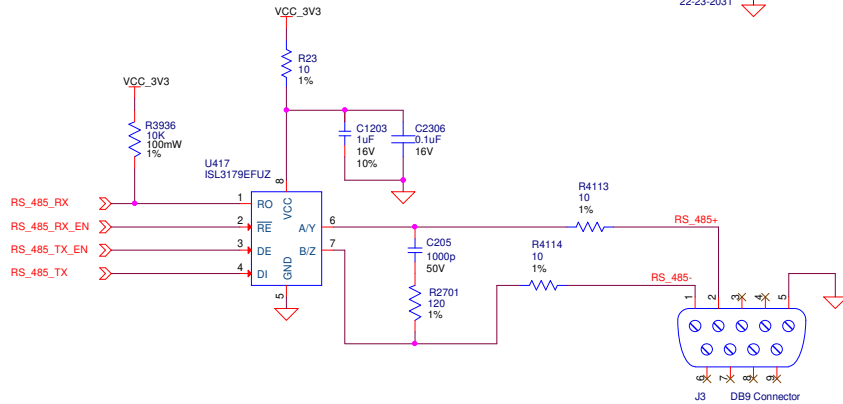 22-23-2031
VCC_3V3
R23
10
1%
VCC_3V3
R3936
10K
100mW
1%
C1203
1uF
16V
10%
C2306
0.1uF
16V
U417
ISL3179EFUZ
8
RS_485_RX
1
RO
VCC
RS_485_RX_EN
2
RE
A/Y
6
RS_485_TX_EN
3
DE
B/Z
7
RS_485_TX
4
DI
GND
5
R4113
10
1%
RS_485+
C205
1000p
50V
R4114
10
1%
RS_485-
R2701
120
1%
1
2
3
4
5
6
7
8
9
J3
DB9 Connector